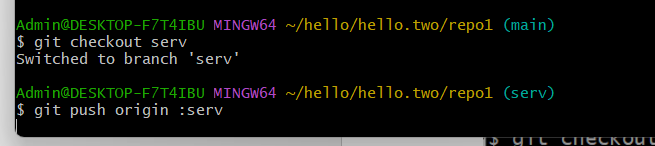 Admin@DESKTOP-F7T4IBU MINGW64 ~/hello/hello.two/repo1 (main)
$ git checkout serv
Switched to branch 'serv'
Admin@DESKTOP-F7T4IBU MINGW64 ~/hello/hello.two/repo1 (serv)
$ git push origin :serv
$ git checkout